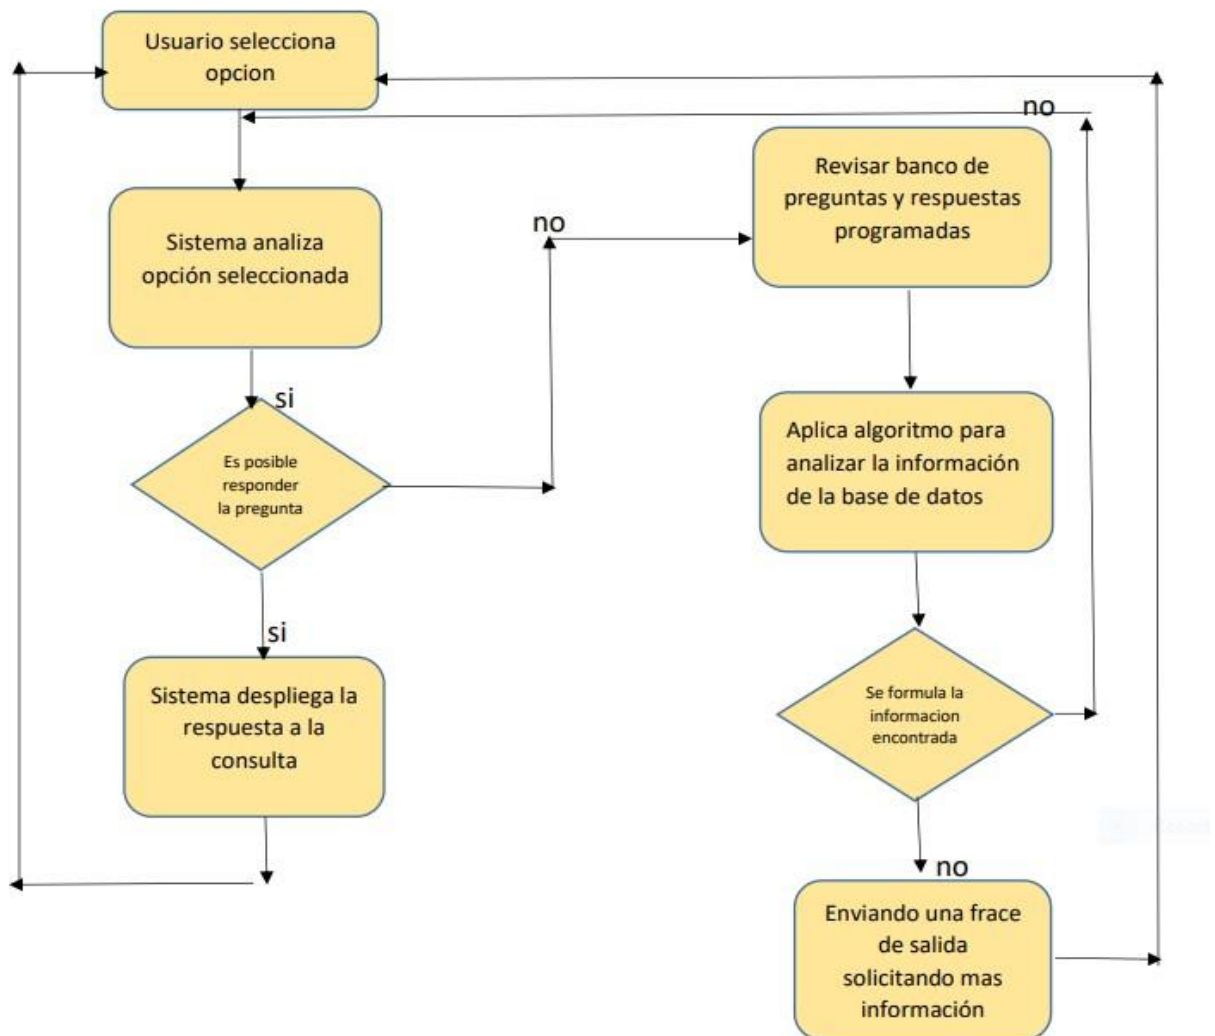 Usuario selecciona
opcion
no
Revisar banco de
preguntas y respuestas
programadas
no
Sistema analiza
opción seleccionada
si
Es posible
responder
la pregunta
Aplica algoritmo para
analizar la información
de la base de datos
si
Sistema despliega la
respuesta a la
consulta
Se formula la
informacion
encontrada
no
Enviando una frace
de salida
solicitando mas
información